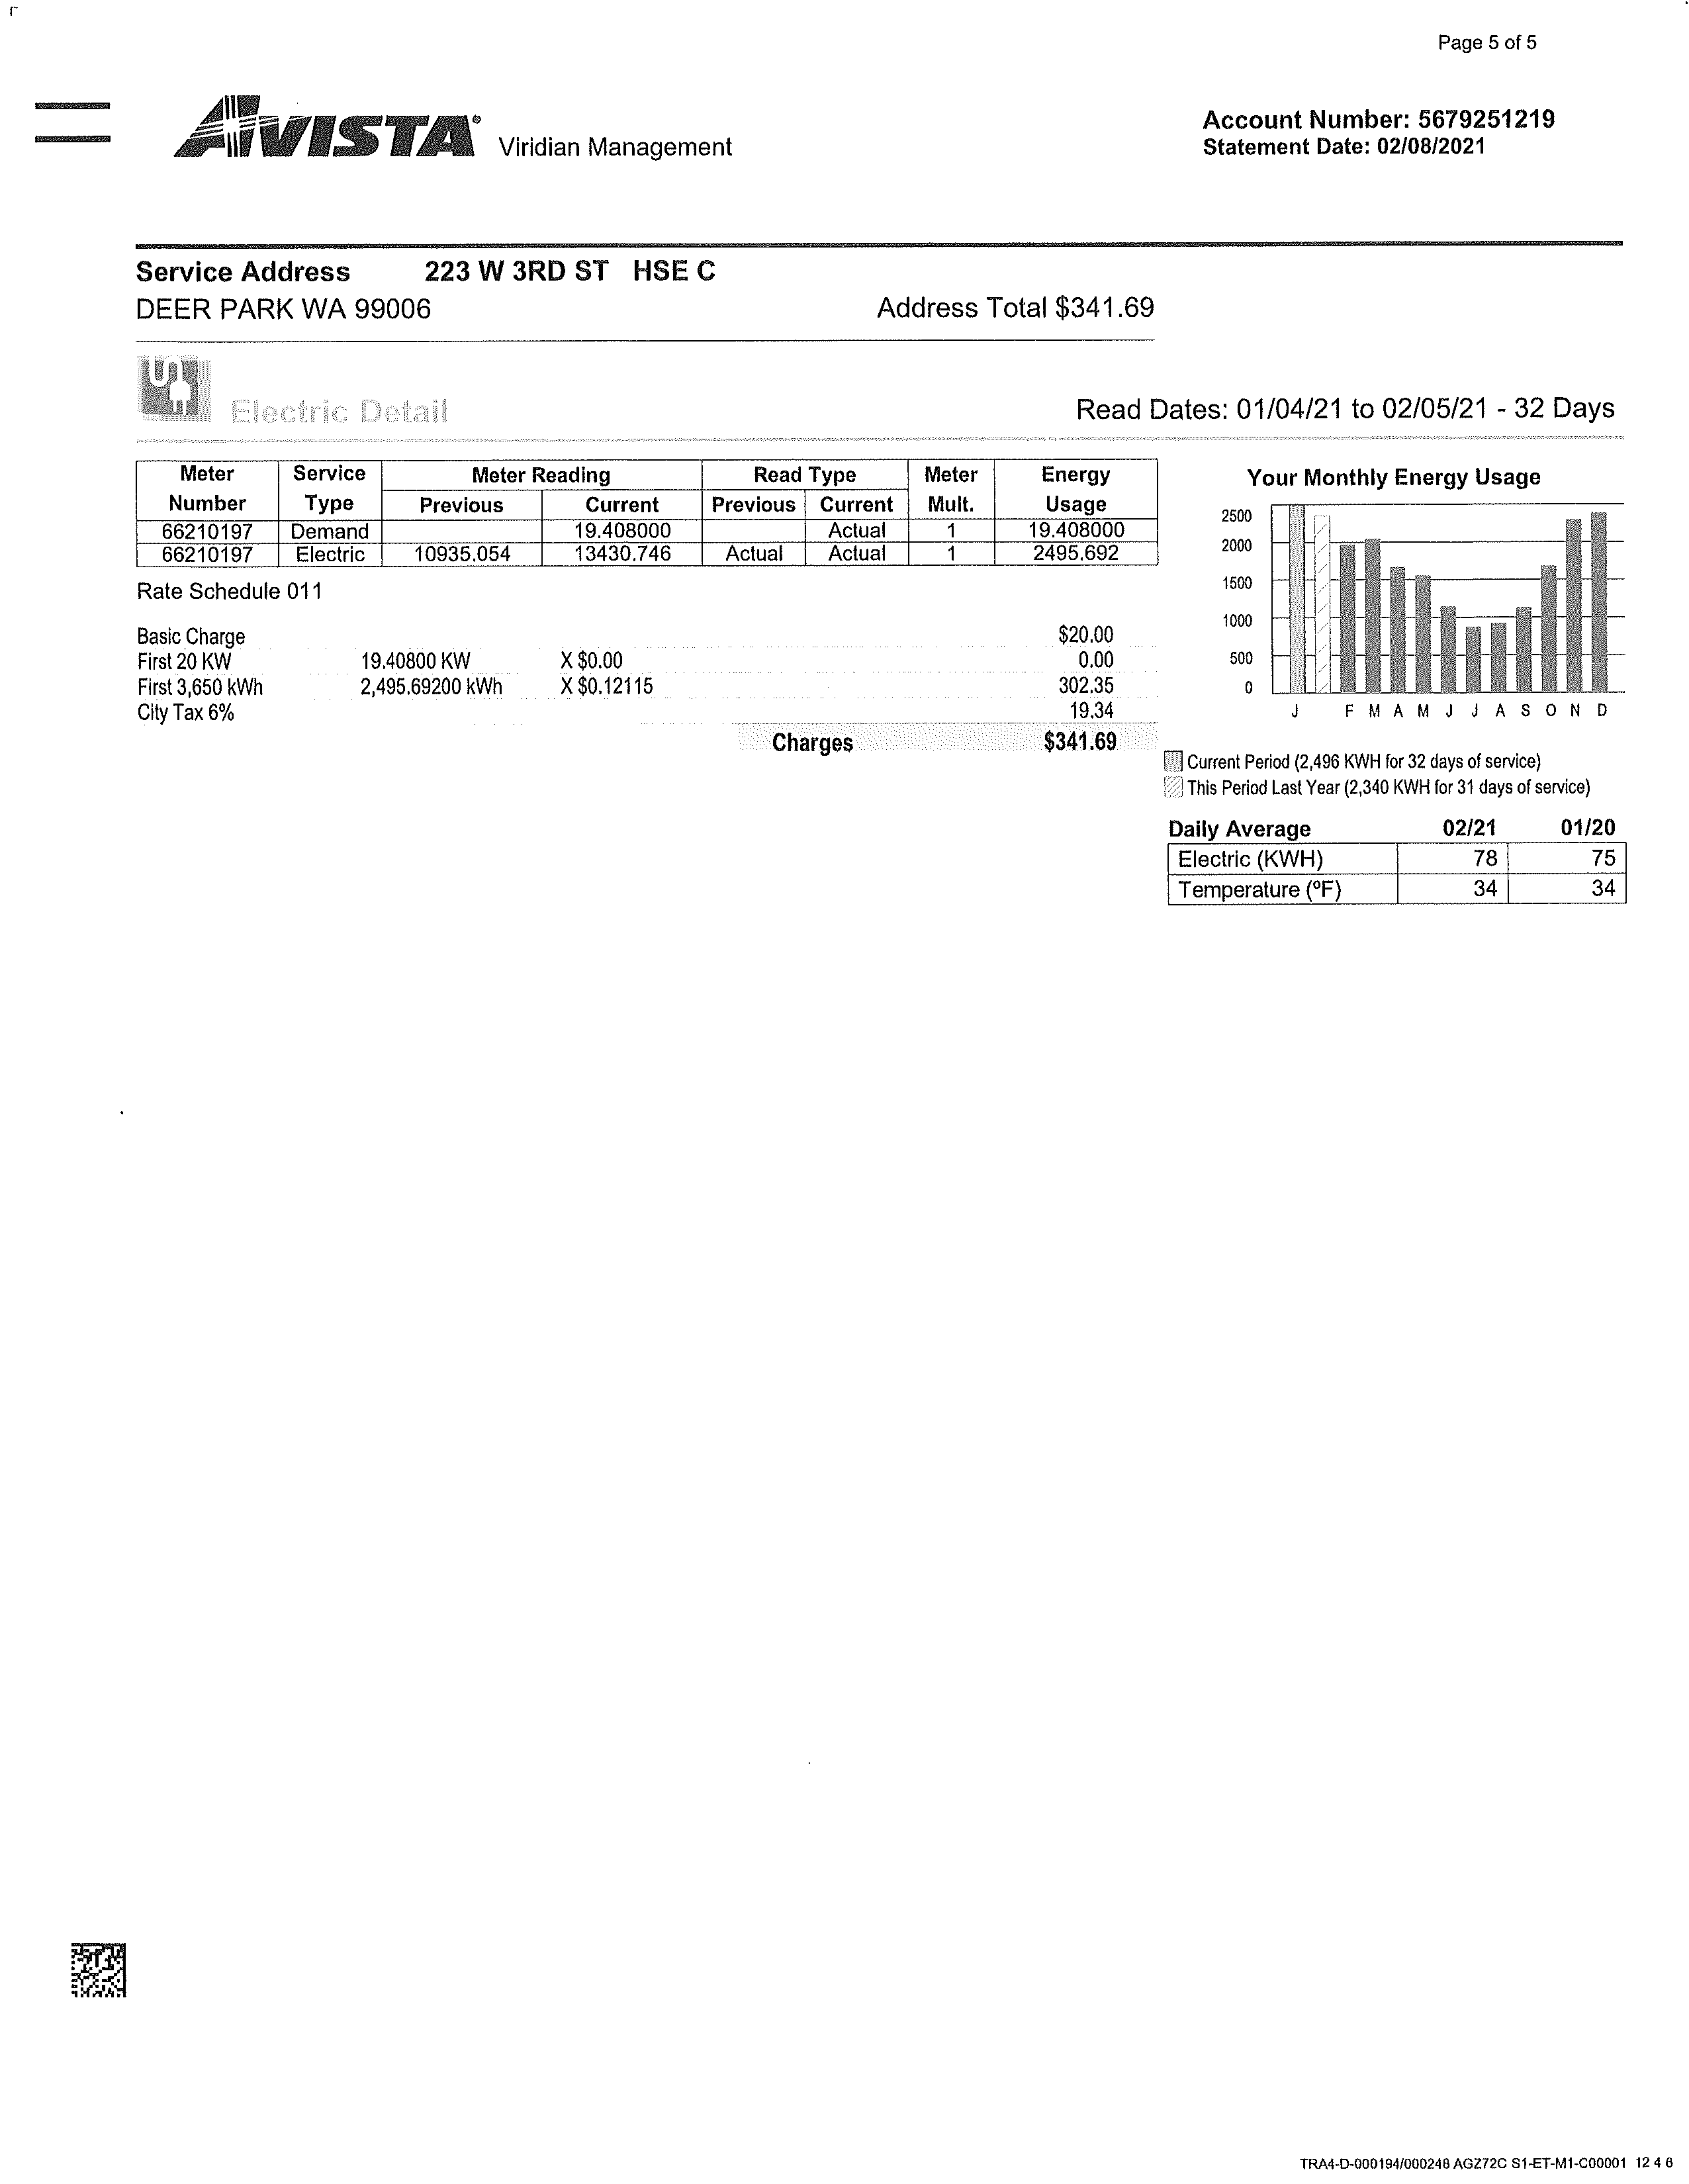 Page 5 of 5
AVISTA® Viridian Management
Account Number: 5679251219
Statement Date: 02/08/2021
Service Address 223 W 3RD ST HSE C
DEER PARK WA 99006 Address Total $341.69
Electric Detail Read Dates: 01/04/21 to 02/05/21 - 32 Days
Meter Service Meter Reading Read Type Meter Energy
Number Type Previous Current Previous Current Mult. Usage
66210197 Demand 19.408000 Actual 1 19.408000
66210197 Electric 10935.054 13430.746 Actual Actual 1 2495.692
Rate Schedule 011
Basic Charge $20.00
First 20 KW 19.40800 KW X $0.00 0.00
First 3,650 kWh 2,495.69200 kWh X $0.12115 302.35
City Tax 6% 19.34
Charges $341.69
Your Monthly Energy Usage
2500
2000
1500
1000
500
0
J F M A M J J A S O N D
Current Period (2,496 KWH for 32 days of service)
This Period Last Year (2,340 KWH for 31 days of service)
Daily Average 02/21 01/20
Electric (KWH) 78 75
Temperature (ºF) 34 34
TRA4-D-000194/000248 AGZ72C S1-ET-M1-C00001 12 4 6